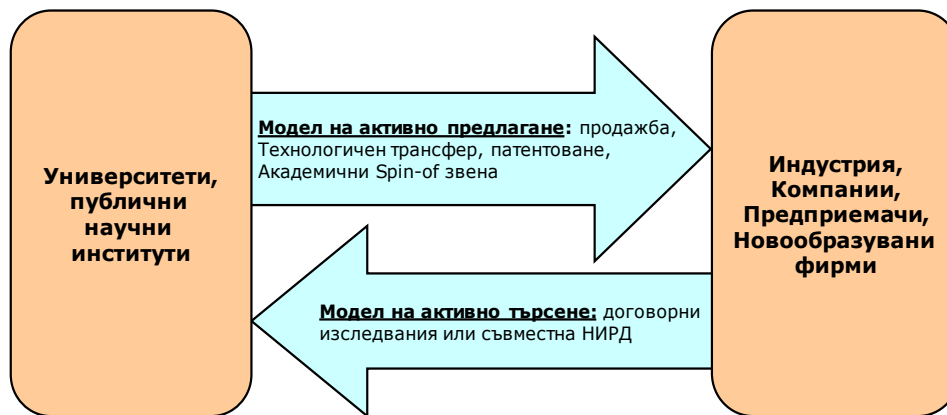 Университети,
публични
научни
институти
Модел на активно предлагане: продажба,
Технологичен трансфер, патентоване,
Академични Spin-of звена
Модел на активно търсене: договорни
изследвания или съвместна НИРД
Индустрия,
Компании,
Предприемачи,
Новообразувани
фирми